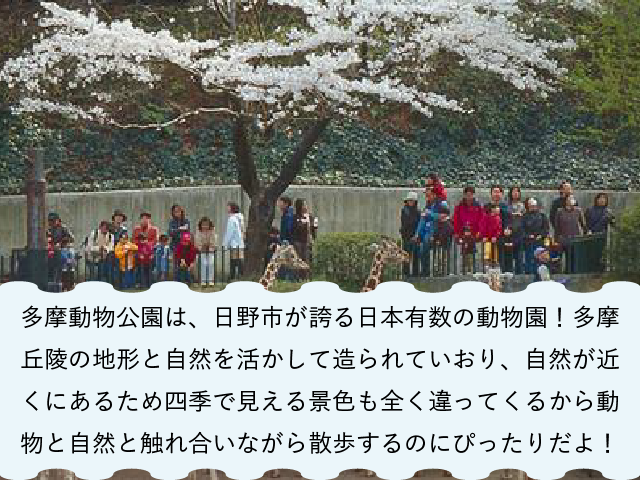 多摩動物公園は、日野市が誇る日本有数の動物園！多摩
丘陵の地形と自然を活かして造られていおり、自然が近
くにあるため四季で見える景色も全く違ってくるから動
物と自然と触れ合いながら散歩するのにぴったりだよ！